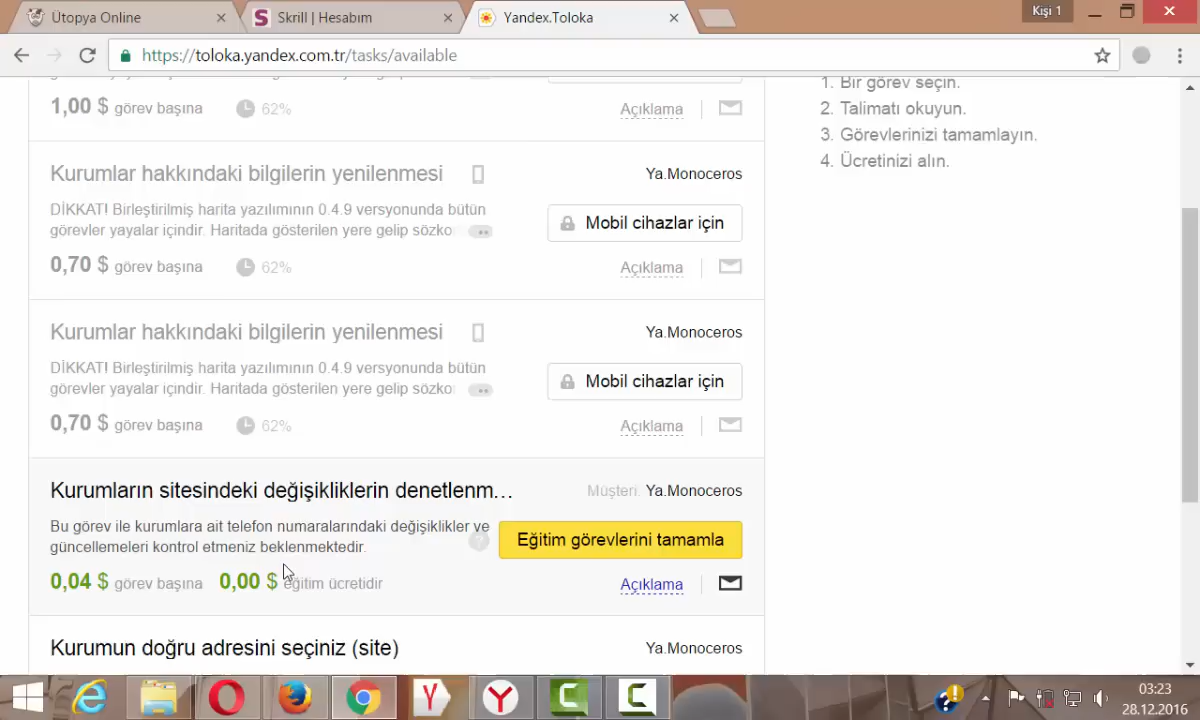 Ütopya Online
Skrill | Hesabım
Yandex.Toloka
Kişi 1
https://toloka.yandex.com.tr/tasks/available
1,00 $ görev başına 62% Açıklama
Kurumlar hakkındaki bilgilerin yenilenmesi Ya.Monoceros
DİKKAT! Birleştirilmiş harita yazılımının 0.4.9 versyonunda bütün
görevler yayalar içindir. Haritada gösterilen yere gelip sözko
Mobil cihazlar için
0,70 $ görev başına 62% Açıklama
Kurumlar hakkındaki bilgilerin yenilenmesi Ya.Monoceros
DİKKAT! Birleştirilmiş harita yazılımının 0.4.9 versyonunda bütün
görevler yayalar içindir. Haritada gösterilen yere gelip sözko
Mobil cihazlar için
0,70 $ görev başına 62% Açıklama
Kurumların sitesindeki değişikliklerin denetlenm... Müşteri: Ya.Monoceros
Bu görev ile kurumlara ait telefon numaralarındaki değişiklikler ve
güncellemeleri kontrol etmeniz beklenmektedir.
Eğitim görevlerini tamamla
0,04 $ görev başına 0,00 $ eğitim ücretidir Açıklama
Kurumun doğru adresini seçiniz (site) Ya.Monoceros
1. Bir görev seçin.
2. Talimatı okuyun.
3. Görevlerinizi tamamlayın.
4. Ücretinizi alın.
03:23
28.12.2016